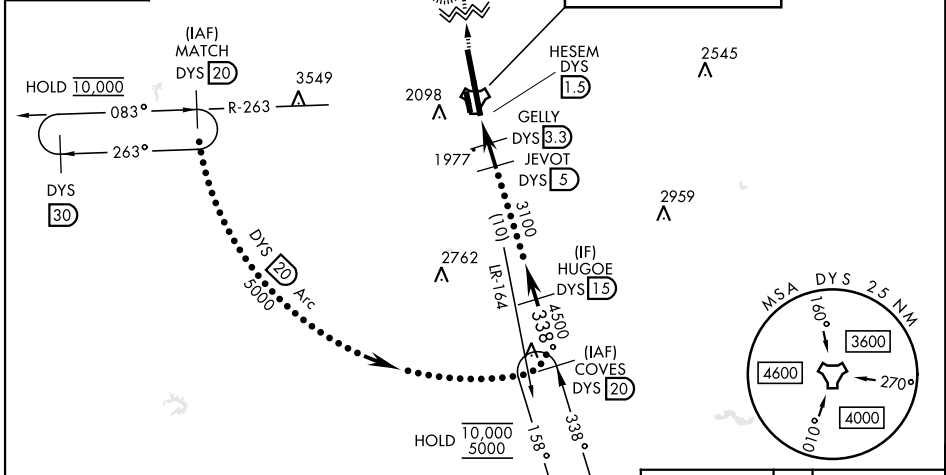 (IAF)
MATCH
DYS 20
HOLD 10,000
3549
083°
R-263
263°
DYS
30
2098
HESEM
DYS
1.5
2545
GELLY
DYS 3.3
1977
JEVOT
DYS 5
2959
3100
(10)
2762
LR-164
(IF)
HUGOE
DYS 15
4500
338°
DYS 20 Arc
5000
(IAF)
COVES
DYS 20
HOLD 10,000
5000
158°
338°
MSA DYS 25 NM
160°
3600
4600
270°
4000
010°